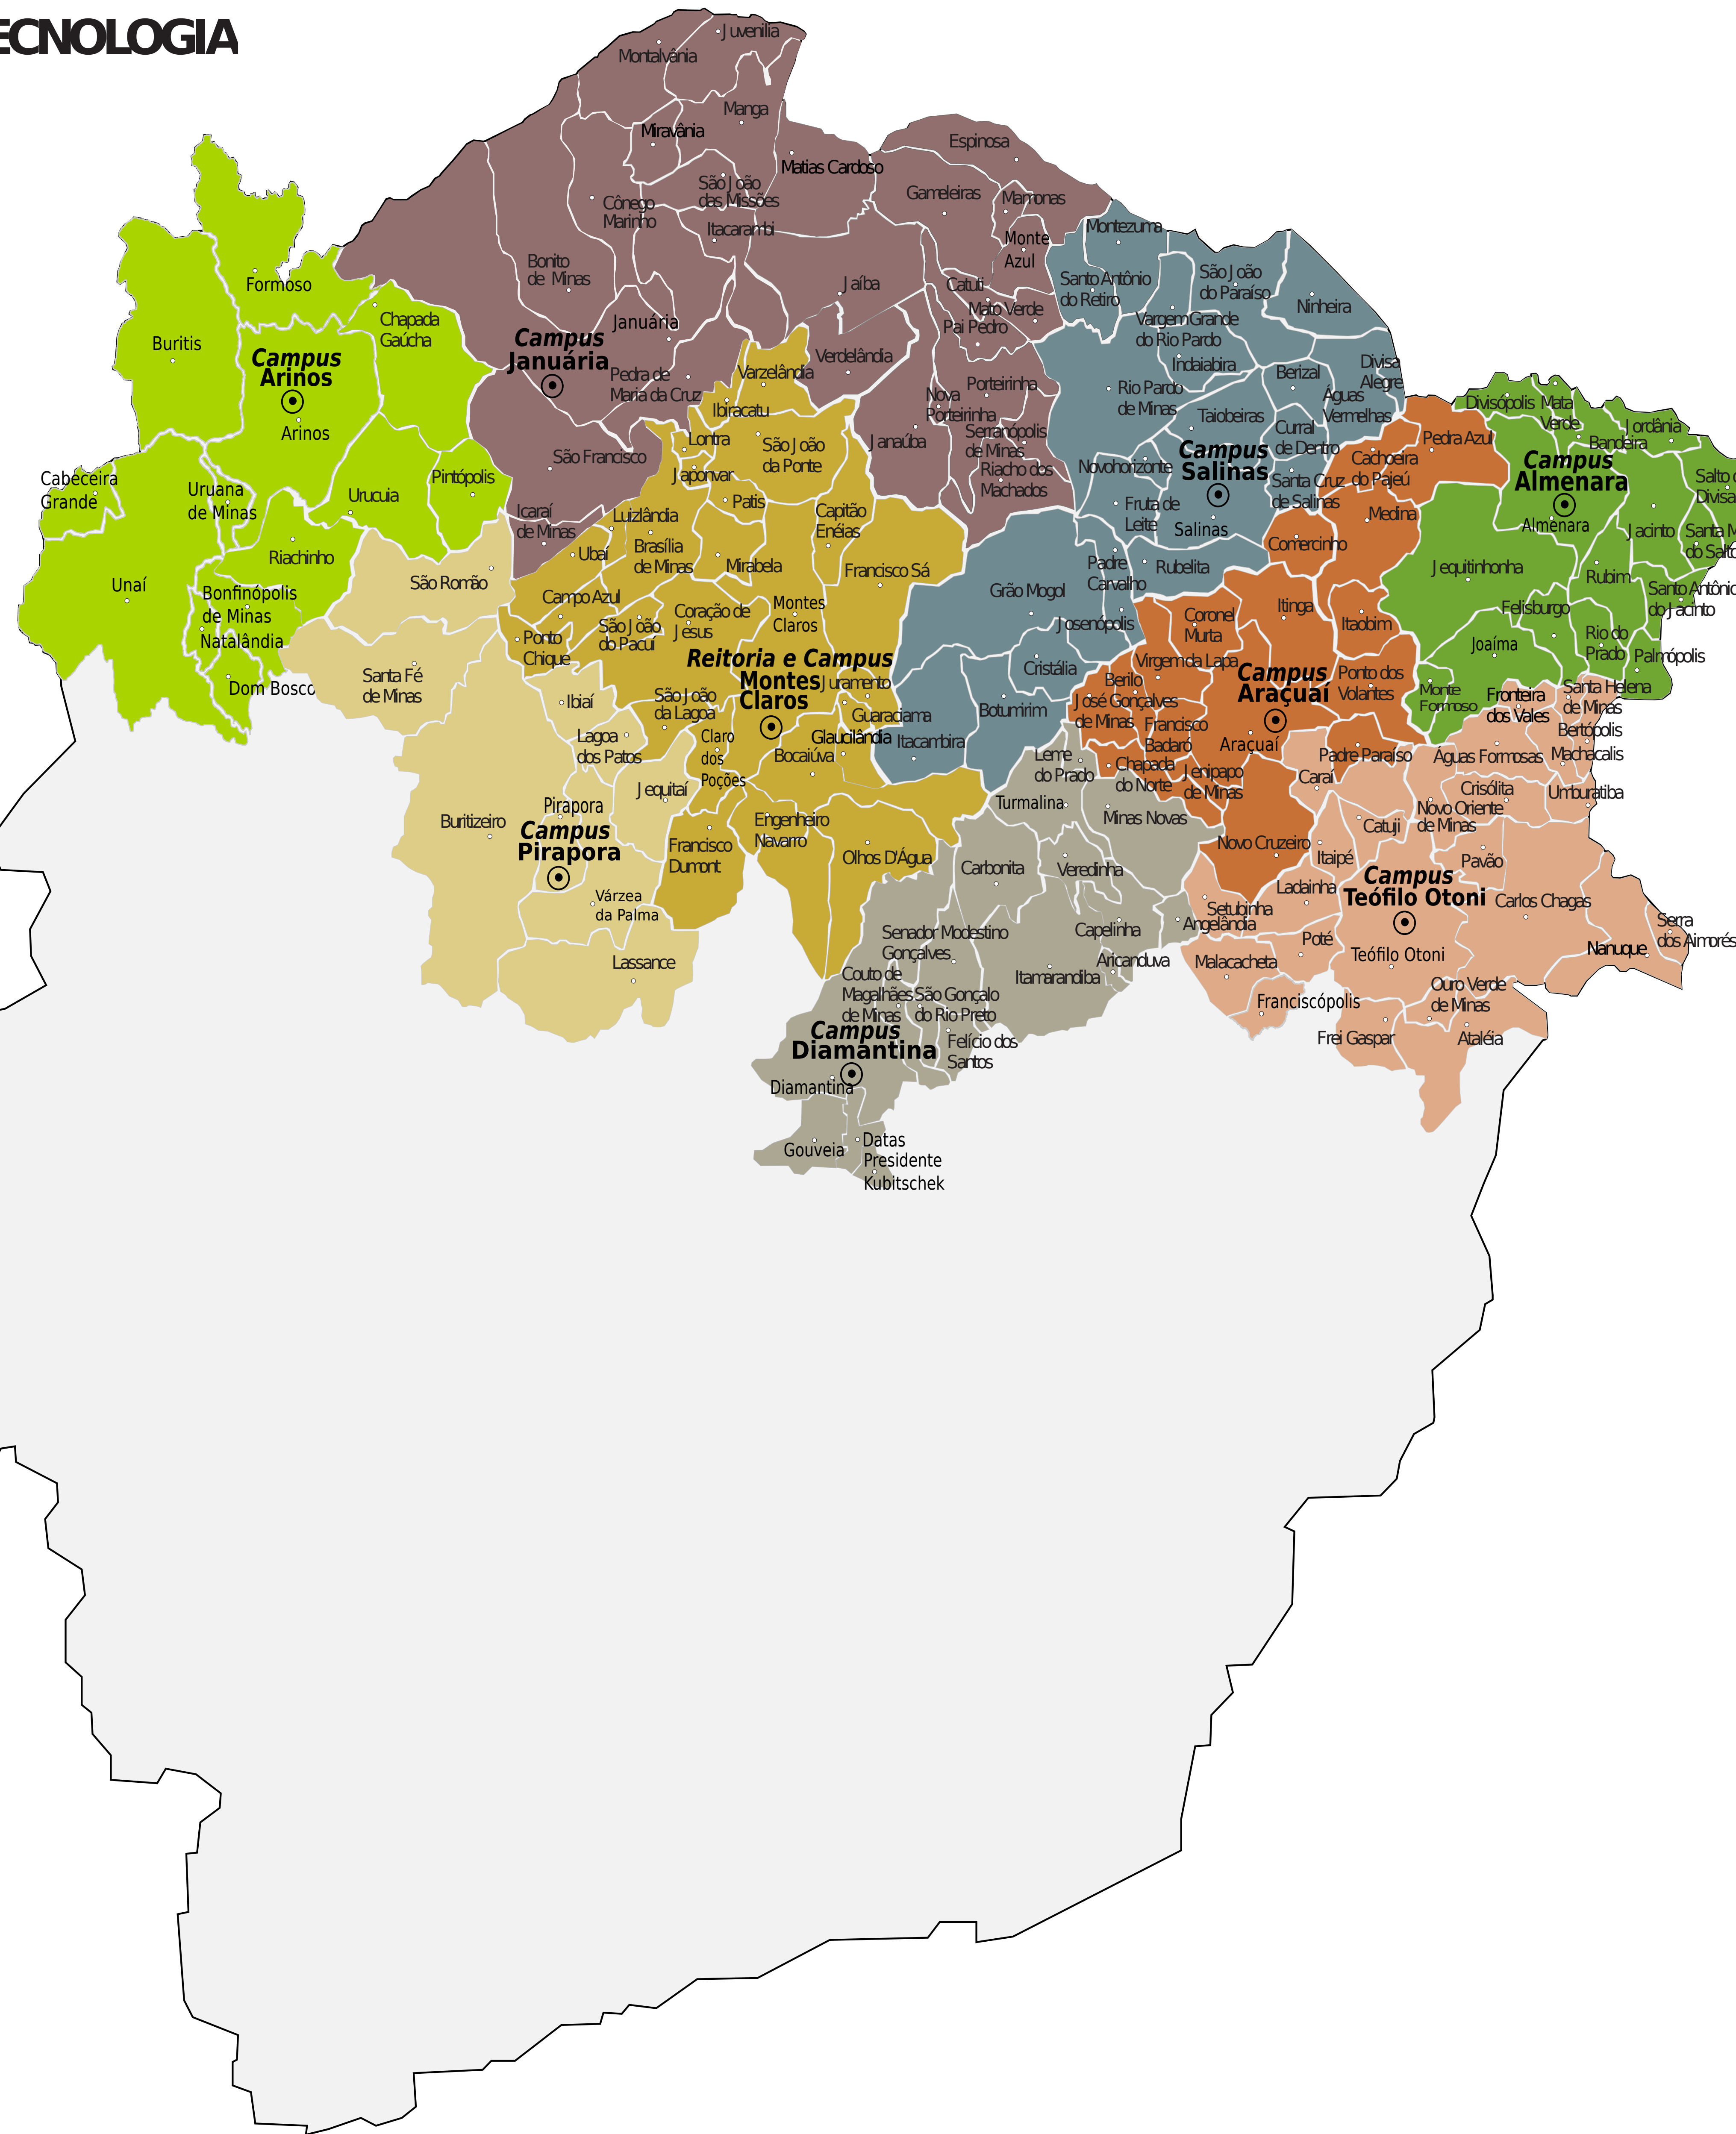 ECNOLOGIA
Juvenília
Montalvânia
Manga
Miravânia
Matias Cardoso
São João
das Missões
Cônego
Marinho
Itacarambi
Bonito
de Minas
Jaíba
Januária
Campus
Januária
Pedra de
Maria da Cruz
Verdelândia
São Francisco
Icaraí
de Minas
Janaúba
Espinosa
Gameleiras
Mamonas
Monte
Azul
Catuti
Mato Verde
Pai Pedro
Porteirinha
Nova
Porteirinha
Serranópolis
de Minas
Riacho dos
Machados
Formoso
Buritis
Chapada
Gaúcha
Campus
Arinos
Arinos
Cabeceira
Grande
Uruana
de Minas
Urucuia
Pintópolis
Riachinho
Unaí
Bonfinópolis
de Minas
Natalândia
Dom Bosco
São Romão
Santa Fé
de Minas
Ibiaí
Lagoa
dos Patos
Jequitaí
Pirapora
Buritizeiro
Campus
Pirapora
Várzea
da Palma
Lassance
Varzelândia
Ibiracatu
Lontra
São João
da Ponte
Japonvar
Patis
Luizlândia
Capitão
Enéias
Ubaí
Brasília
de Minas
Mirabela
Francisco Sá
Campo Azul
Coração de
Jesus
Montes
Claros
São João
do Pacuí
Ponto
Chique
Reitoria e Campus
Montes
Claros
Juramento
São João
da Lagoa
Guaraciama
Glaucilândia
Claro
dos
Poções
Bocaiúva
Engenheiro
Navarro
Francisco
Dumont
Olhos D'Água
Montezuma
Santo Antônio
do Retiro
São João
do Paraíso
Ninheira
Vargem Grande
do Rio Pardo
Indaiabira
Berizal
Divisa
Alegre
Rio Pardo
de Minas
Águas
Vermelhas
Taiobeiras
Curral
de Dentro
Campus
Salinas
Novohorizonte
Santa Cruz
de Salinas
Fruta de
Leite
Salinas
Padre
Carvalho
Rubelita
Grão Mogol
Josenópolis
Cristália
Botumirim
Itacambira
Pedra Azul
Cachoeira
do Pajeú
Medina
Comercinho
Coronel
Murta
Itinga
Itaobim
Virgem da Lapa
Berilo
Campus
Araçuaí
Ponto dos
Volantes
José Gonçalves
de Minas
Francisco
Badaró
Araçuaí
Padre Paraíso
Chapada
do Norte
Jenipapo
de Minas
Novo Cruzeiro
Divisópolis
Mata
Verde
Jordânia
Bandeira
Campus
Almenara
Almenara
Jacinto
Jequitinhonha
Rubim
Felisburgo
Joaíma
Rio do
Prado
Palmópolis
Monte
Formoso
Fronteira
dos Vales
Santa Helena
de Minas
Bertópolis
Águas Formosas
Machacalis
Caraí
Crisólita
Umburatiba
Novo Oriente
de Minas
Catuji
Itaipé
Pavão
Campus
Teófilo Otoni
Ladainha
Carlos Chagas
Setubinha
Serra
dos Aimorés
Poté
Teófilo Otoni
Nanuque
Malacacheta
Ouro Verde
de Minas
Franciscópolis
Frei Gaspar
Ataléia
Leme
do Prado
Turmalina
Minas Novas
Carbonita
Veredinha
Angelândia
Capelinha
Senador Modestino
Gonçalves
Aricanduva
Itamarandiba
Couto de
Magalhães
de Minas
São Gonçalo
do Rio Preto
Campus
Diamantina
Felício dos
Santos
Diamantina
Gouveia
Datas
Presidente
Kubitschek